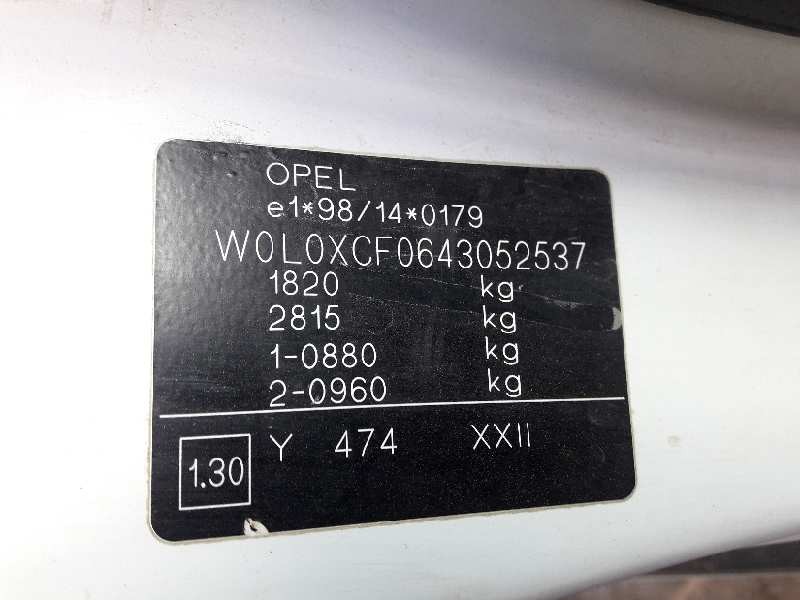 OPEL
e1*98/14*0179
W0L0XCF0643052537
1820 kg
2815 kg
1-0880 kg
2-0960 kg
1.30 Y 474 XXII